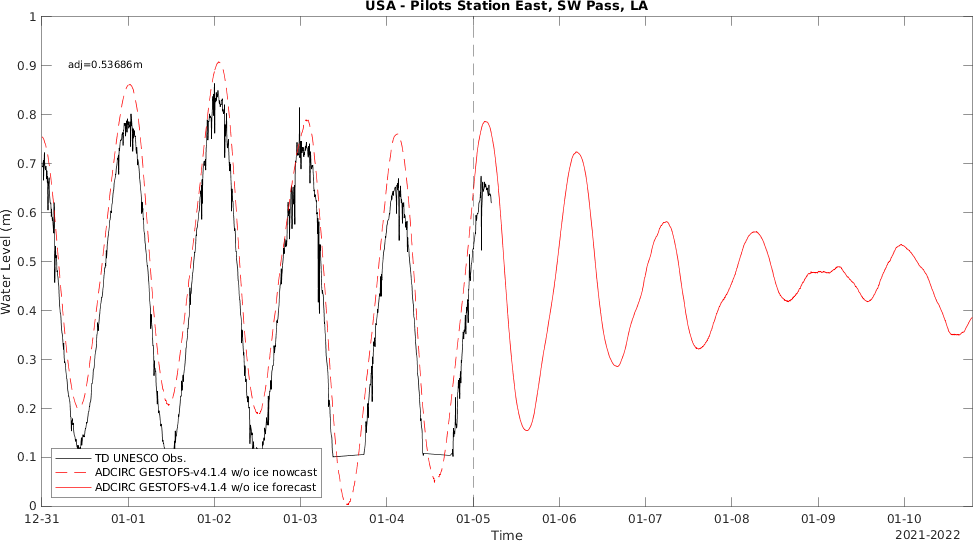 USA - Pilots Station East, SW Pass, LA
adj=0.53686m
Water Level (m)
1
0.9
0.8
0.7
0.6
0.5
0.4
0.3
0.2
0.1
0
TD UNESCO Obs.
ADCIRC GESTOFS-v4.1.4 w/o ice nowcast
ADCIRC GESTOFS-v4.1.4 w/o ice forecast
12-31 01-01 01-02 01-03 01-04 01-05 01-06 01-07 01-08 01-09 01-10
Time
2021-2022